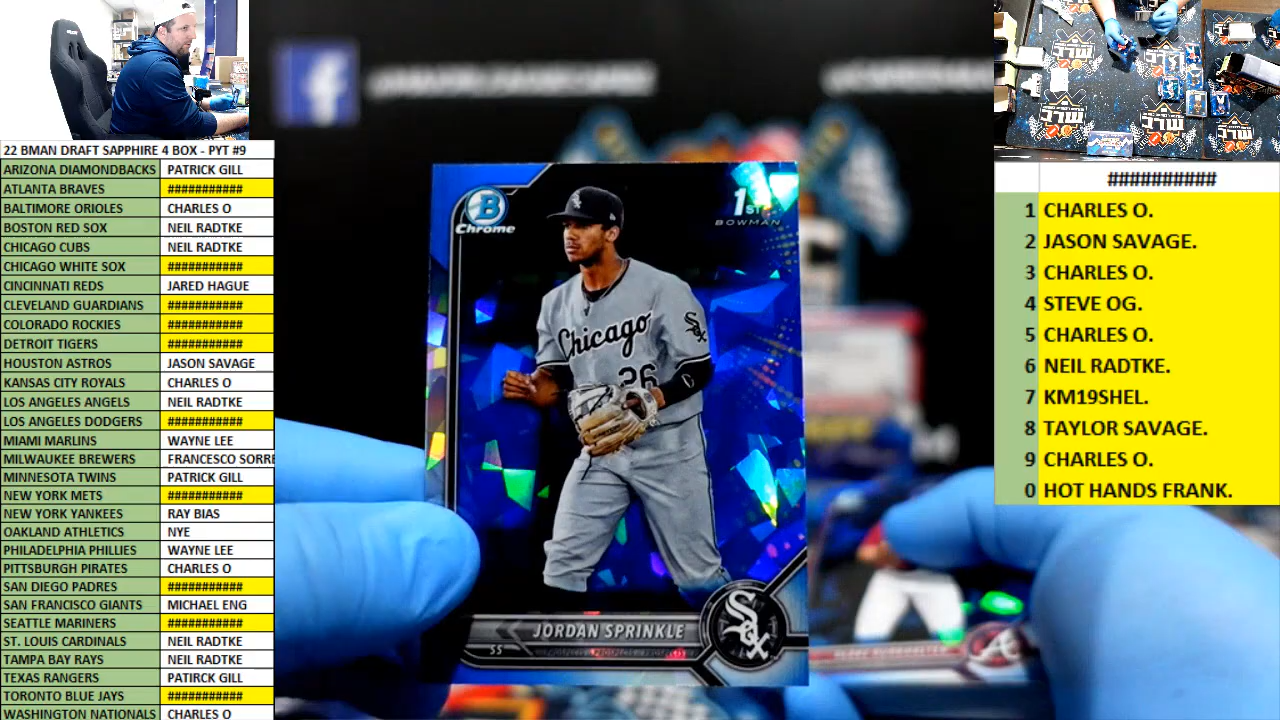 22 BMAN DRAFT SAPPHIRE 4 BOX - PYT #9
ARIZONA DIAMONDBACKS PATRICK GILL
ATLANTA BRAVES ###########
BALTIMORE ORIOLES CHARLES O
BOSTON RED SOX NEIL RADTKE
CHICAGO CUBS NEIL RADTKE
CHICAGO WHITE SOX ###########
CINCINNATI REDS JARED HAGUE
CLEVELAND GUARDIANS ###########
COLORADO ROCKIES ###########
DETROIT TIGERS ###########
HOUSTON ASTROS JASON SAVAGE
KANSAS CITY ROYALS CHARLES O
LOS ANGELES ANGELS NEIL RADTKE
LOS ANGELES DODGERS ###########
MIAMI MARLINS WAYNE LEE
MILWAUKEE BREWERS FRANCESCO SORRE
MINNESOTA TWINS PATRICK GILL
NEW YORK METS ###########
NEW YORK YANKEES RAY BIAS
OAKLAND ATHLETICS NYE
PHILADELPHIA PHILLIES WAYNE LEE
PITTSBURGH PIRATES CHARLES O
SAN DIEGO PADRES ###########
SAN FRANCISCO GIANTS MICHAEL ENG
SEATTLE MARINERS ###########
ST. LOUIS CARDINALS NEIL RADTKE
TAMPA BAY RAYS NEIL RADTKE
TEXAS RANGERS PATIRCK GILL
TORONTO BLUE JAYS ###########
WASHINGTON NATIONALS CHARLES O
B
Chrome
1ST
BOWMAN
Chicago
26
Sox
JORDAN SPRINKLE
SS
Sox
##########
1 CHARLES O.
2 JASON SAVAGE.
3 CHARLES O.
4 STEVE OG.
5 CHARLES O.
6 NEIL RADTKE.
7 KM19SHEL.
8 TAYLOR SAVAGE.
9 CHARLES O.
0 HOT HANDS FRANK.